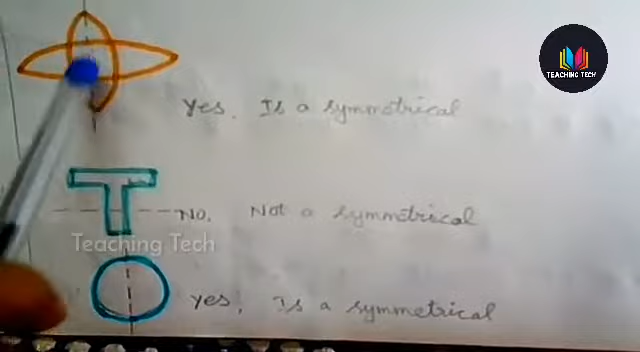 TEACHING TECH
Yes. Is a symmetrical
No. Not a symmetrical
Teaching Tech
Yes, Is a symmetrical